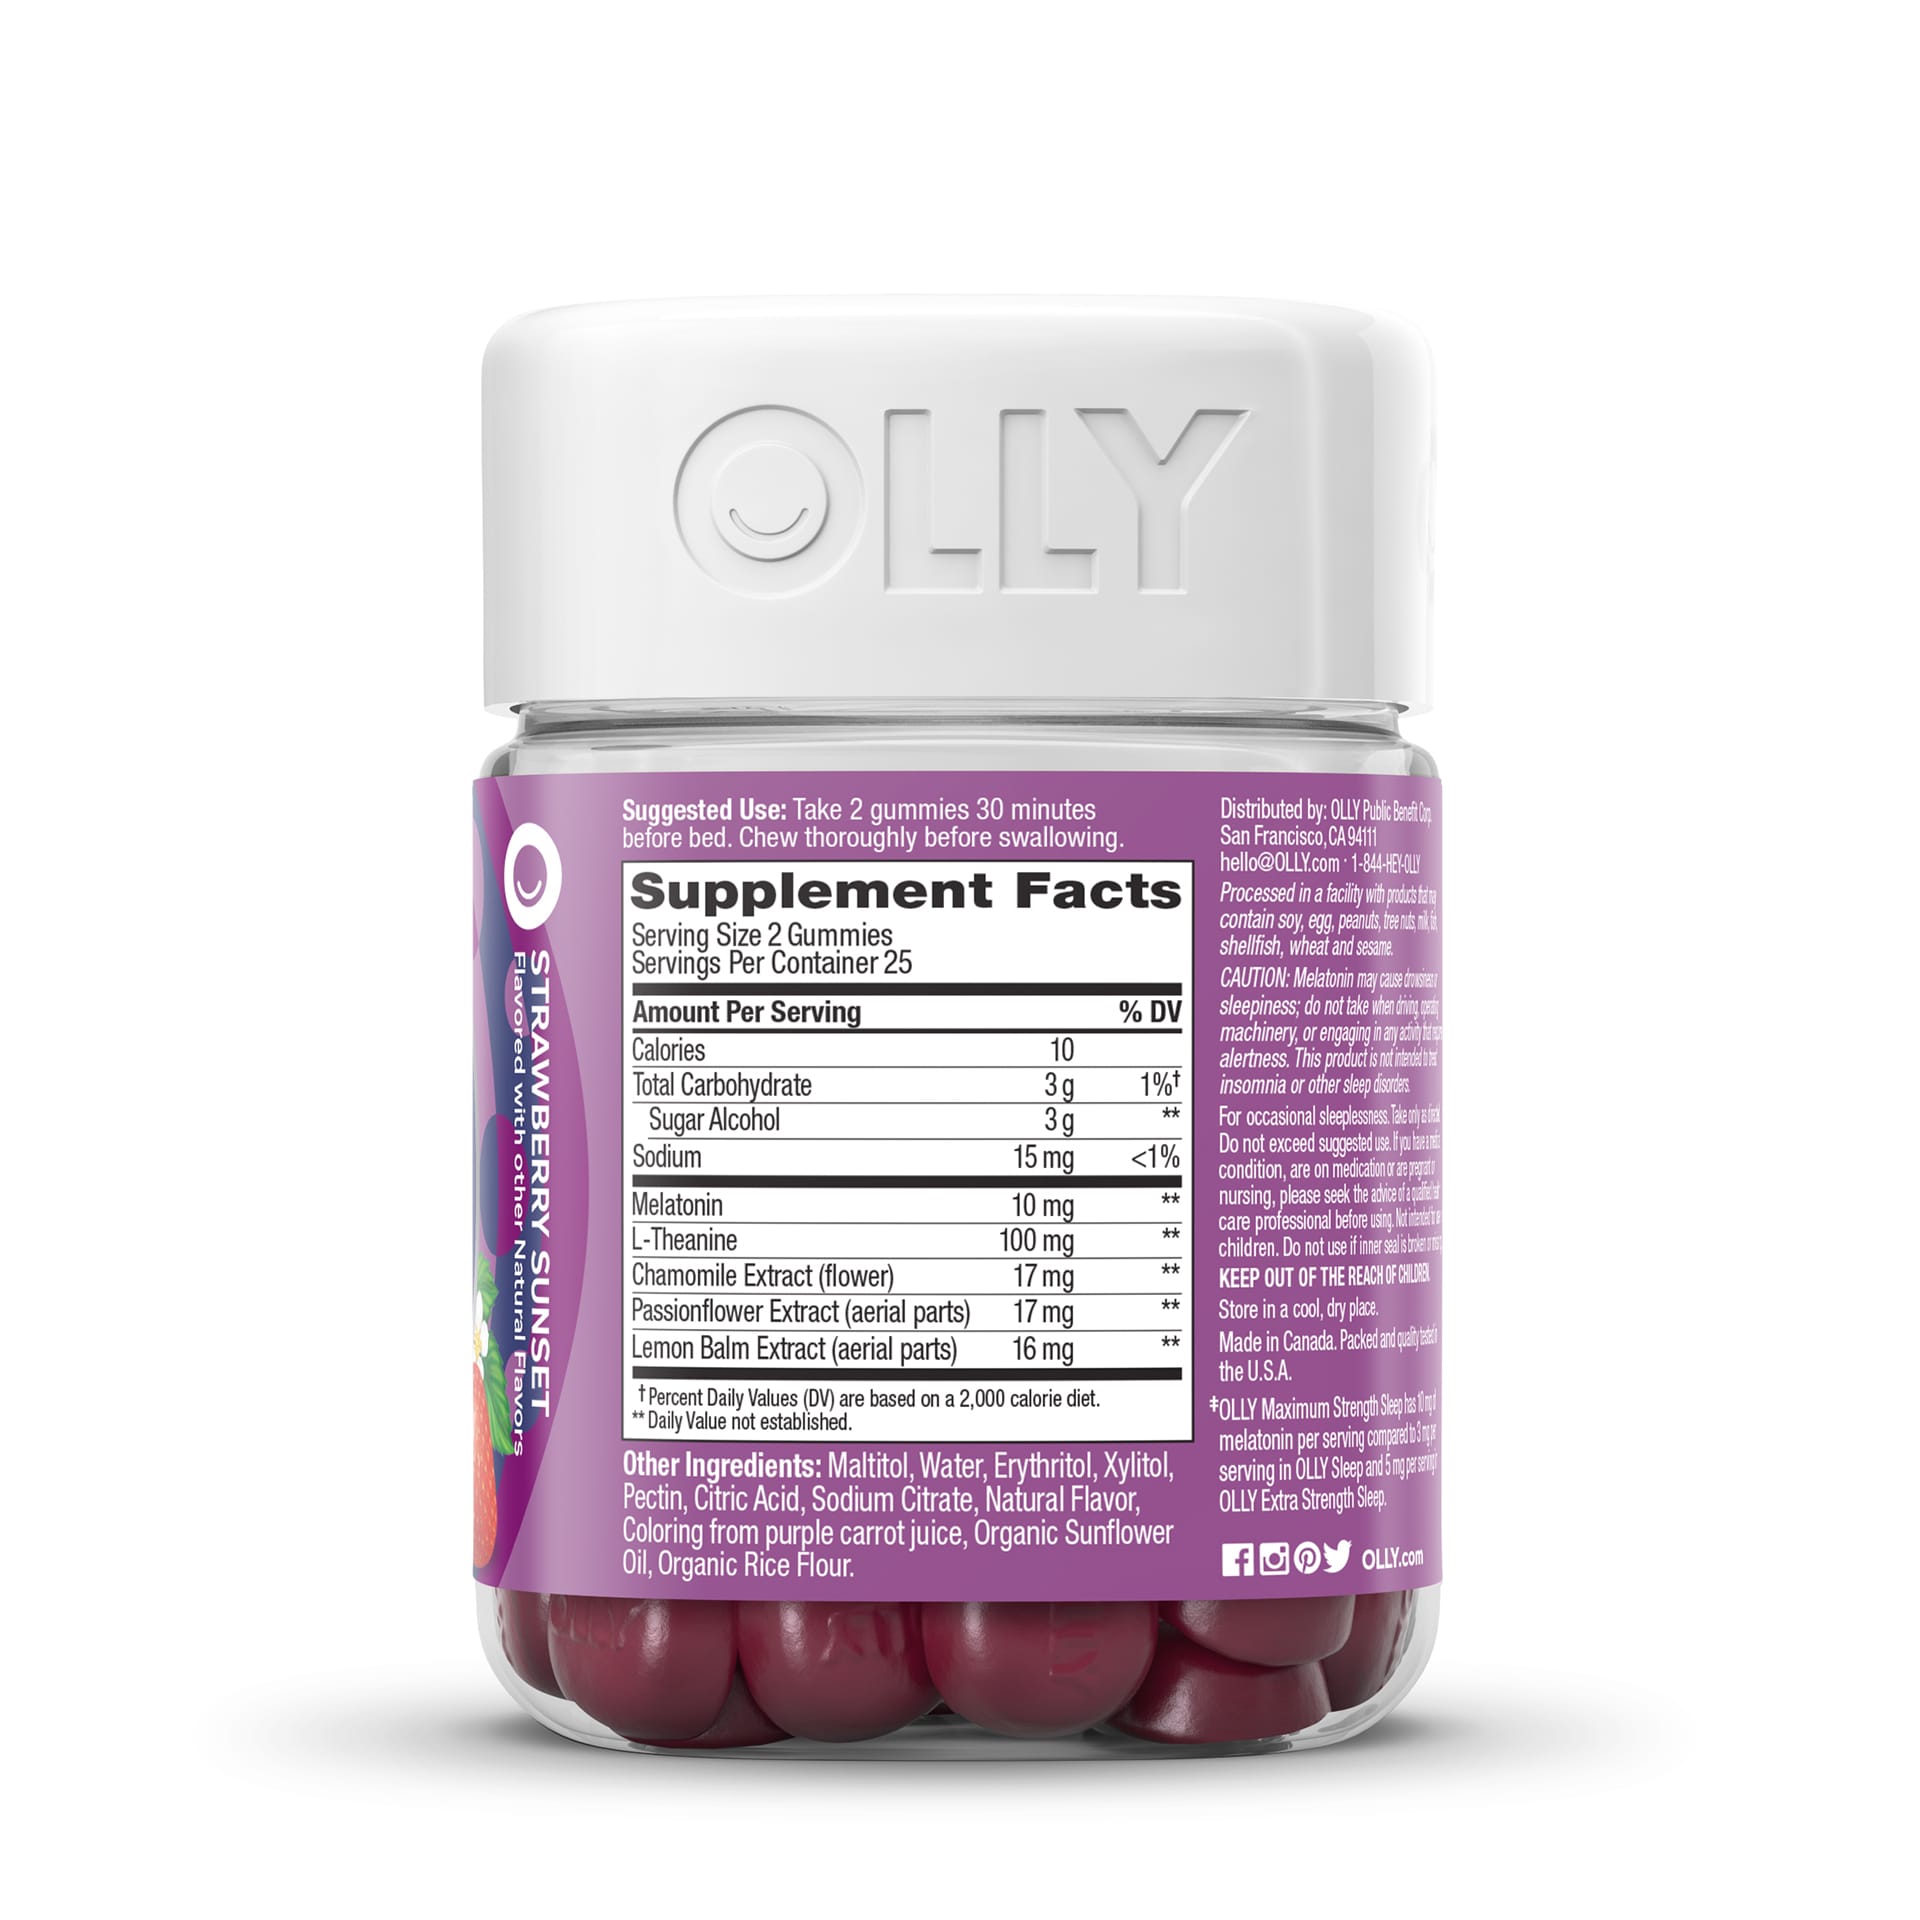 OLLY
STRAWBERRY SUNSET
Flavored with other Natural Flavors
Suggested Use: Take 2 gummies 30 minutes
before bed. Chew thoroughly before swallowing.
Supplement Facts
Serving Size 2 Gummies
Servings Per Container 25
Amount Per Serving % DV
Calories 10
Total Carbohydrate 3 g 1%†
Sugar Alcohol 3 g **
Sodium 15 mg <1%
Melatonin 10 mg **
L-Theanine 100 mg **
Chamomile Extract (flower) 17 mg **
Passionflower Extract (aerial parts) 17 mg **
Lemon Balm Extract (aerial parts) 16 mg **
† Percent Daily Values (DV) are based on a 2,000 calorie diet.
** Daily Value not established.
Other Ingredients: Maltitol, Water, Erythritol, Xylitol,
Pectin, Citric Acid, Sodium Citrate, Natural Flavor,
Coloring from purple carrot juice, Organic Sunflower
Oil, Organic Rice Flour.
Distributed by: OLLY Public Benefit Corp.
San Francisco, CA 94111
hello@OLLY.com · 1-844-HEY-OLLY
Processed in a facility with products that may
contain soy, egg, peanuts, tree nuts, milk, fish,
shellfish, wheat and sesame.
CAUTION: Melatonin may cause drowsiness or
sleepiness; do not take when driving, operating
machinery, or engaging in any activity that
alertness. This product is not intended to treat
insomnia or other sleep disorders.
For occasional sleeplessness. Take only as directed.
Do not exceed suggested use. If you have a medical
condition, are on medication or are pregnant or
nursing, please seek the advice of a qualified
care professional before using. Not intended for
children. Do not use if inner seal is broken or
KEEP OUT OF THE REACH OF CHILDREN.
Store in a cool, dry place.
Made in Canada. Packed and quality tested in
the U.S.A.
‡OLLY Maximum Strength Sleep has 10 mg of
melatonin per serving compared to 3 mg per
serving in OLLY Sleep and 5 mg per serving in
OLLY Extra Strength Sleep.
OLLY.com